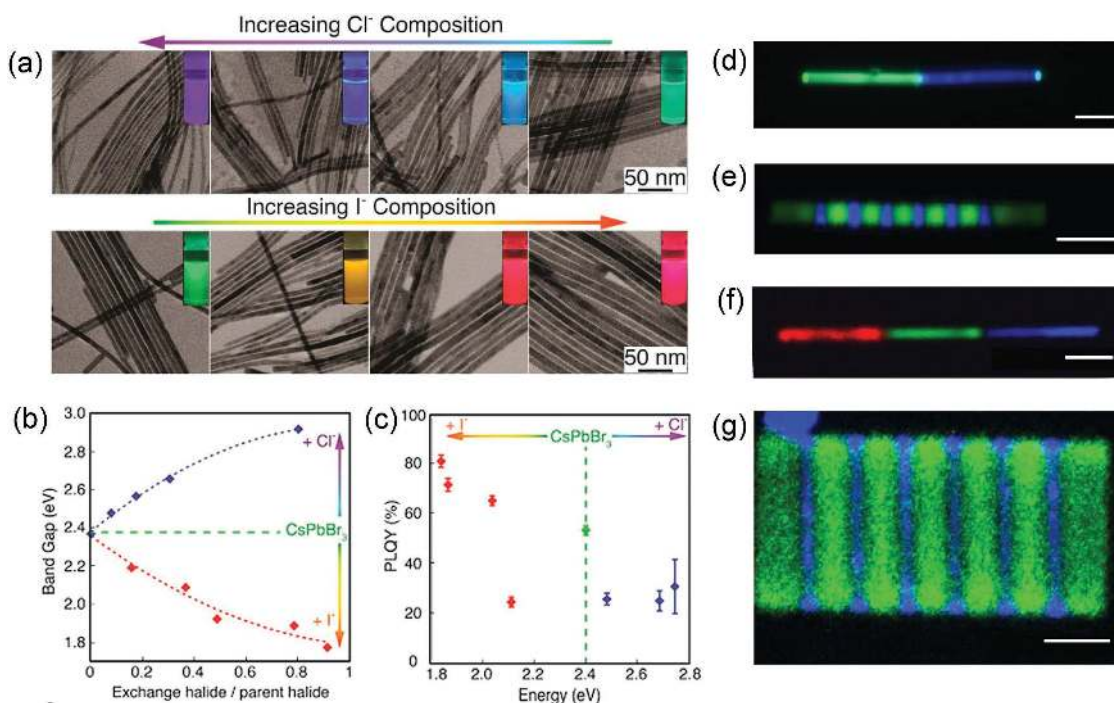 Increasing Cl⁻ Composition
(a)
50 nm
Increasing I⁻ Composition
50 nm
(b)
3.0
2.8
2.6
2.4
2.2
2.0
1.8
Band Gap (eV)
+ Cl⁻
CsPbBr₃
+ I⁻
0 0.2 0.4 0.6 0.8 1
Exchange halide / parent halide
(c)
100
80
60
40
20
0
PLQY (%)
+ I⁻
CsPbBr₃
+ Cl⁻
1.8 2.0 2.2 2.4 2.6 2.8
Energy (eV)
(d)
(e)
(f)
(g)